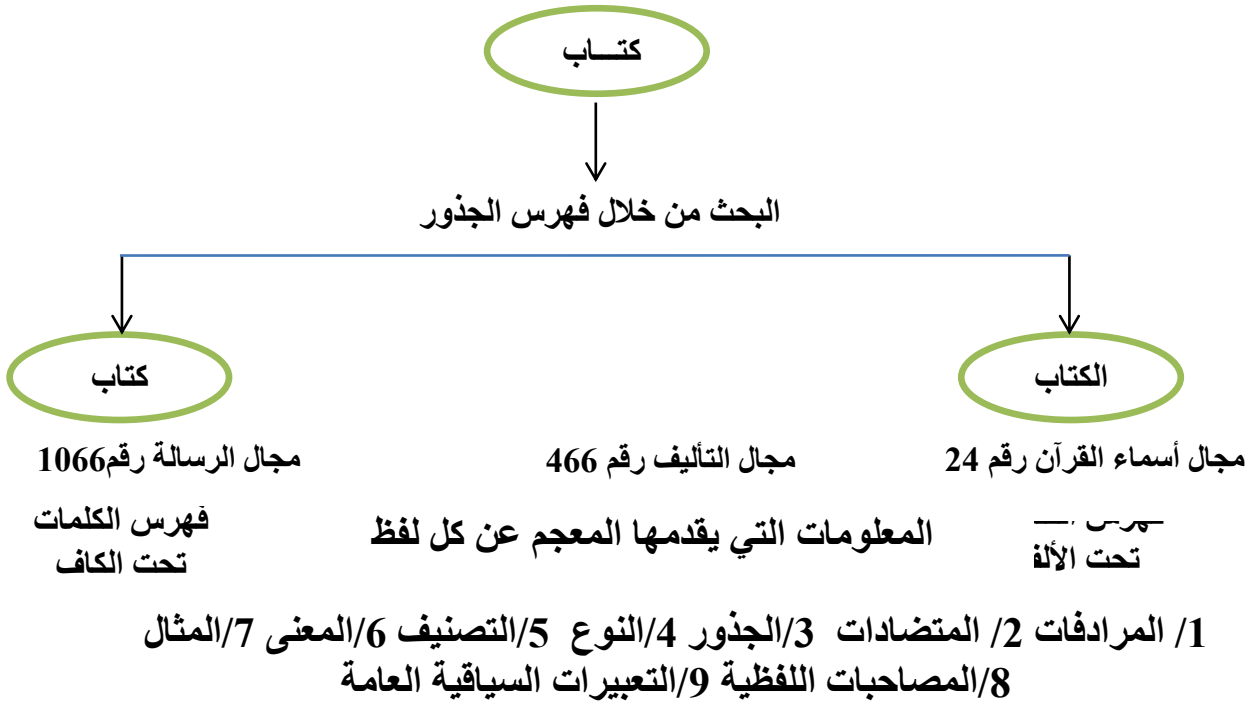 كتـــاب
البحث من خلال فهرس الجذور
الكتاب
كتاب
مجال أسماء القرآن رقم 24
مجال التأليف رقم 466
مجال الرسالة رقم1066
تحت الألف
المعلومات التي يقدمها المعجم عن كل لفظ
فهرس الكلمات
تحت الكاف
1/ المرادفات 2/ المتضادات 3/الجذور 4/النوع 5/التصنيف 6/المعنى 7/المثال
8/المصاحبات اللفظية 9/التعبيرات السياقية العامة